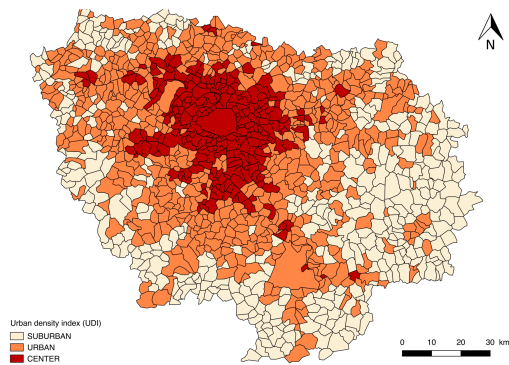 N
Urban density index (UDI)
SUBURBAN
URBAN
CENTER
0 10 20 30 km